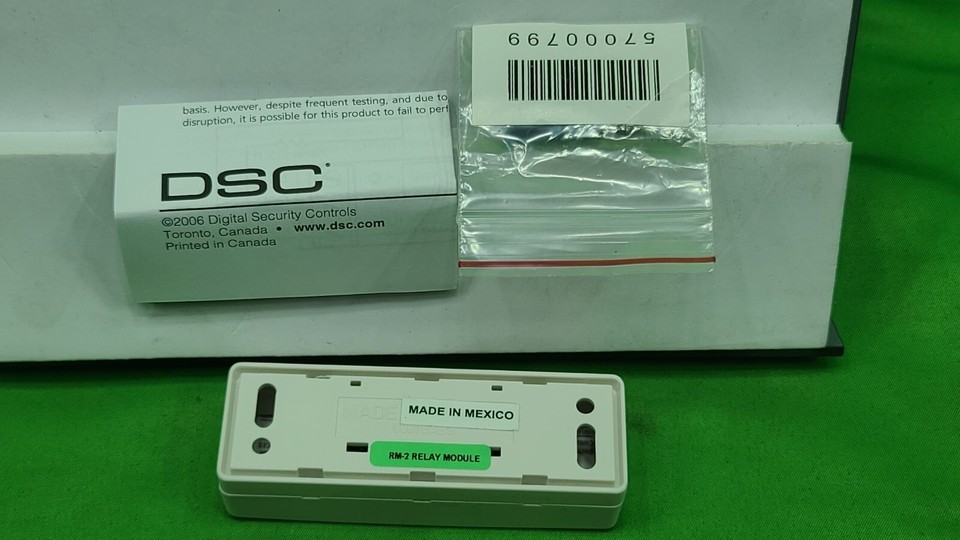 basis. However, despite frequent testing, and due to
disruption, it is possible for this product to fail to perf
DSC
©2006 Digital Security Controls
Toronto, Canada • www.dsc.com
Printed in Canada
57000799
MADE IN MEXICO
RM-2 RELAY MODULE